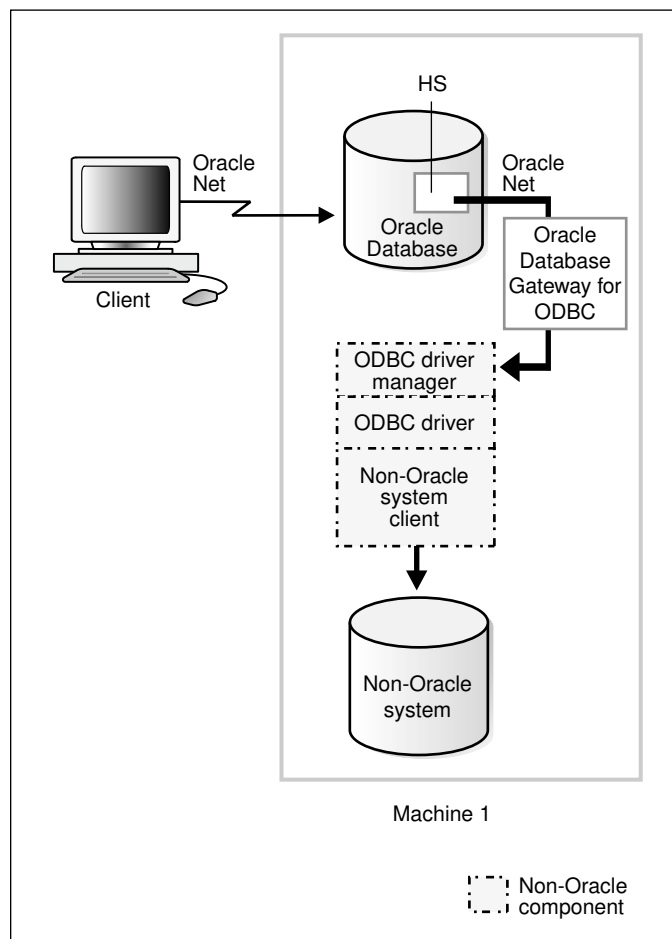 HS
Oracle
Net
Oracle
Net
Client
Oracle
Database
Oracle
Database
Gateway for
ODBC
ODBC driver
manager
ODBC driver
Non-Oracle
system
client
Non-Oracle
system
Machine 1
Non-Oracle
component